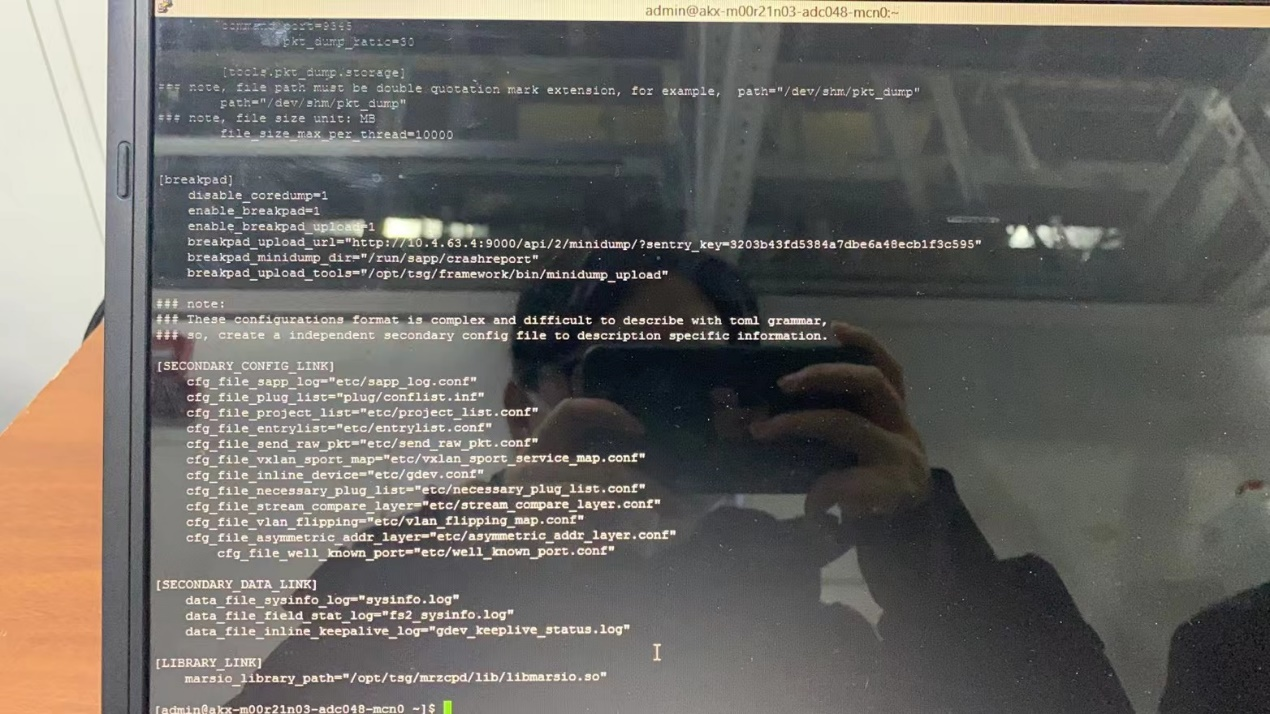 admin@akx-m00r21n03-adc048-mcn0:~
command_port=9345
pkt_dump_ratio=30
[tools.pkt_dump.storage]
### note, file path must be double quotation mark extension, for example, path="/dev/shm/pkt_dump"
path="/dev/shm/pkt_dump"
### note, file size unit: MB
file_size_max_per_thread=10000
[breakpad]
disable_coredump=1
enable_breakpad=1
enable_breakpad_upload=1
breakpad_upload_url="http://10.4.63.4:9000/api/2/minidump/?sentry_key=3203b43fd5384a7dbe6a48ecb1f3c595"
breakpad_minidump_dir="/run/sapp/crashreport"
breakpad_upload_tools="/opt/tsg/framework/bin/minidump_upload"
### note:
### These configurations format is complex and difficult to describe with toml grammar,
### so, create a independent secondary config file to description specific information.
[SECONDARY_CONFIG_LINK]
cfg_file_sapp_log="etc/sapp_log.conf"
cfg_file_plug_list="plug/conflist.inf"
cfg_file_project_list="etc/project_list.conf"
cfg_file_entrylist="etc/entrylist.conf"
cfg_file_send_raw_pkt="etc/send_raw_pkt.conf"
cfg_file_vxlan_sport_map="etc/vxlan_sport_service_map.conf"
cfg_file_inline_device="etc/gdev.conf"
cfg_file_necessary_plug_list="etc/necessary_plug_list.conf"
cfg_file_stream_compare_layer="etc/stream_compare_layer.conf"
cfg_file_vlan_flipping="etc/vlan_flipping_map.conf"
cfg_file_asymmetric_addr_layer="etc/asymmetric_addr_layer.conf"
cfg_file_well_known_port="etc/well_known_port.conf"
[SECONDARY_DATA_LINK]
data_file_sysinfo_log="sysinfo.log"
data_file_field_stat_log="fs2_sysinfo.log"
data_file_inline_keepalive_log="gdev_keeplive_status.log"
[LIBRARY_LINK]
marsio_library_path="/opt/tsg/mrzcpd/lib/libmarsio.so"
[admin@akx-m00r21n03-adc048-mcn0 ~]$